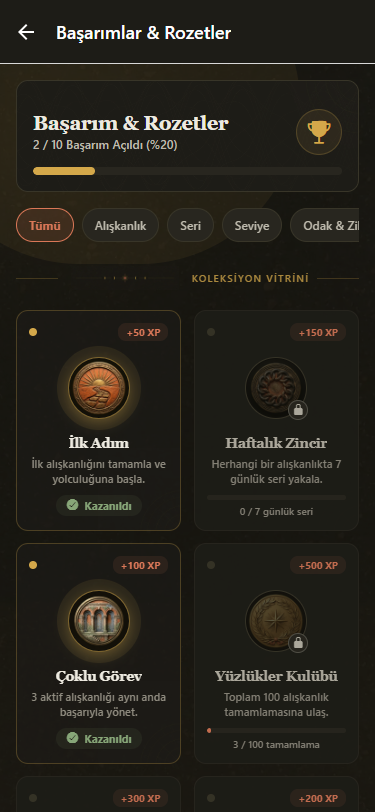 Başarımlar & Rozetler
Başarım & Rozetler
2 / 10 Başarım Açıldı (%20)
Tümü
Alışkanlık
Seri
Seviye
Odak & Zi
KOLEKSİYON VİTRİNİ
+50 XP
İlk Adım
İlk alışkanlığını tamamla ve
yolculuğuna başla.
Kazanıldı
+150 XP
Haftalık Zincir
Herhangi bir alışkanlıkta 7
günlük seri yakala.
0 / 7 günlük seri
+100 XP
Çoklu Görev
3 aktif alışkanlığı aynı anda
başarıyla yönet.
Kazanıldı
+500 XP
Yüzlükler Kulübü
Toplam 100 alışkanlık
tamamlamasına ulaş.
3 / 100 tamamlama
+300 XP
+200 XP